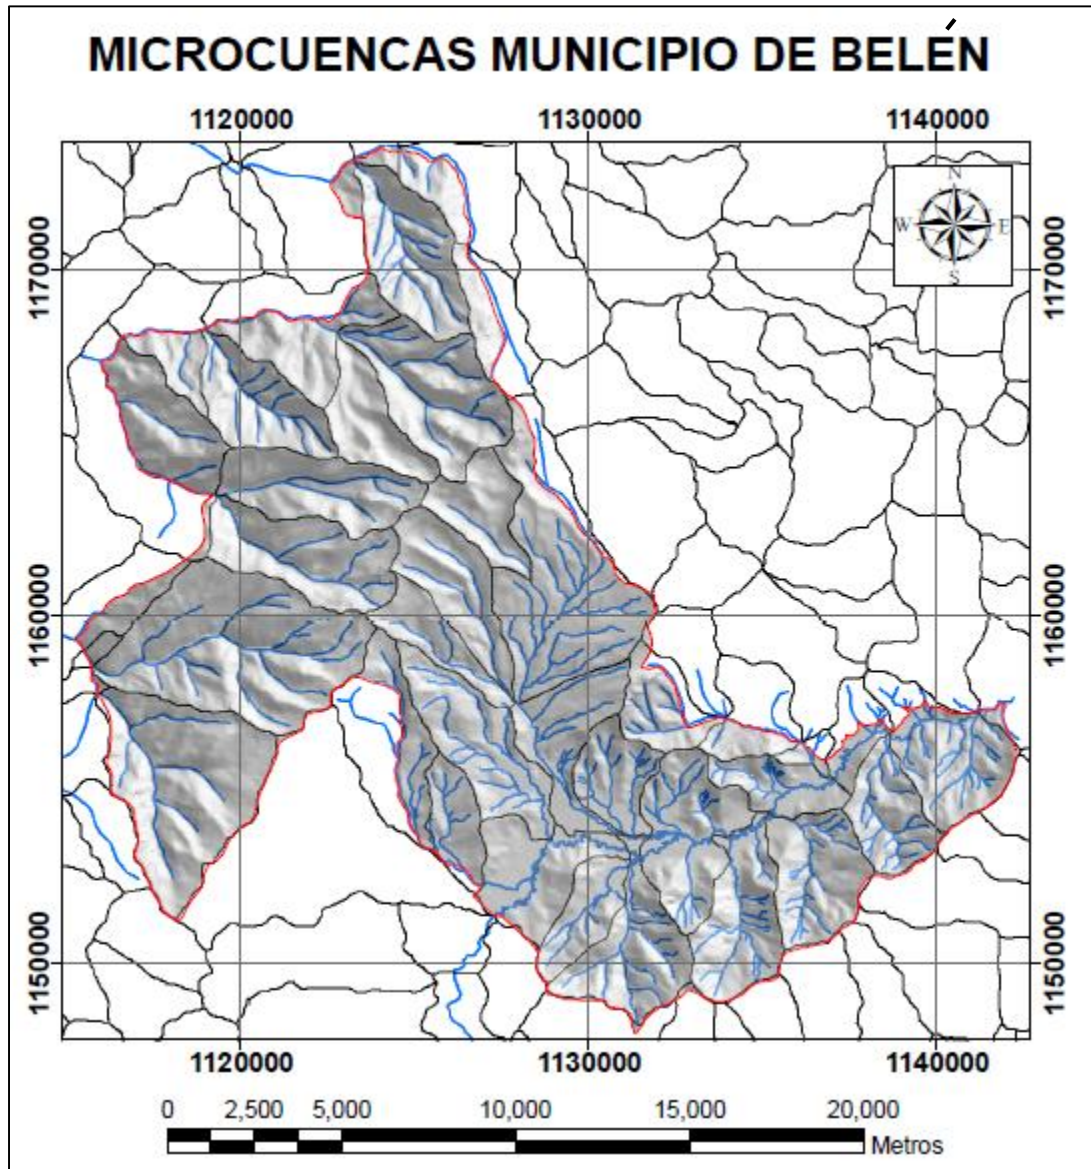 MICROCUENCAS MUNICIPIO DE BELÉN
1120000 1130000 1140000
N
W E
S
1170000 1170000
1160000 1160000
1150000 1150000
1120000 1130000 1140000
0 2,500 5,000 10,000 15,000 20,000
Metros